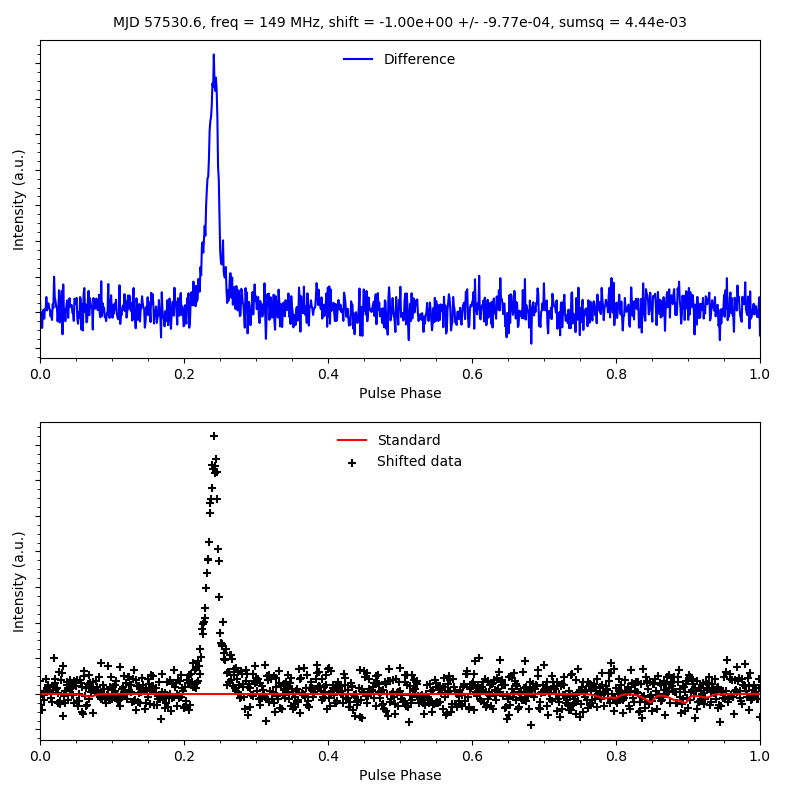 MJD 57530.6, freq = 149 MHz, shift = -1.00e+00 +/- -9.77e-04, sumsq = 4.44e-03
Difference
Intensity (a.u.)
0.0 0.2 0.4 0.6 0.8 1.0
Pulse Phase
Standard
Shifted data
Intensity (a.u.)
0.0 0.2 0.4 0.6 0.8 1.0
Pulse Phase